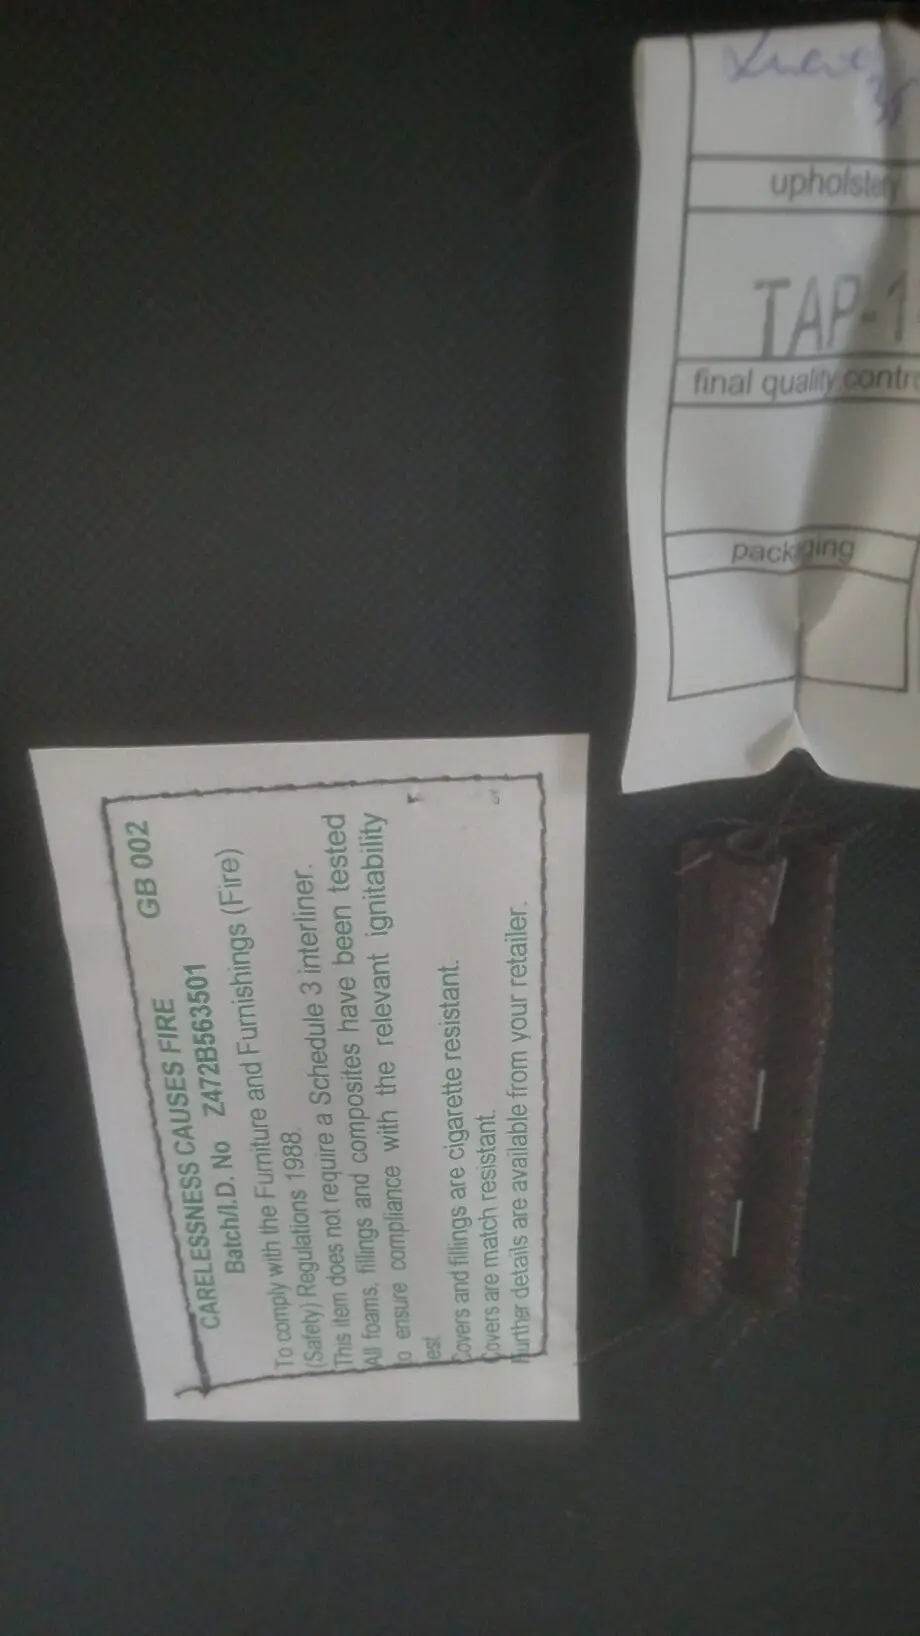 CARELESSNESS CAUSES FIRE GB 002
Batch/I.D. No Z472B563501
To comply with the Furniture and Furnishings (Fire)
(Safety) Regulations 1988.
This item does not require a Schedule 3 interliner.
All foams, fillings and composites have been tested
o ensure compliance with the relevant ignitability
est
Covers and fillings are cigarette resistant.
Covers are match resistant.
Further details are available from your retailer.
upholster
TAP-1
final quality contro
packaging